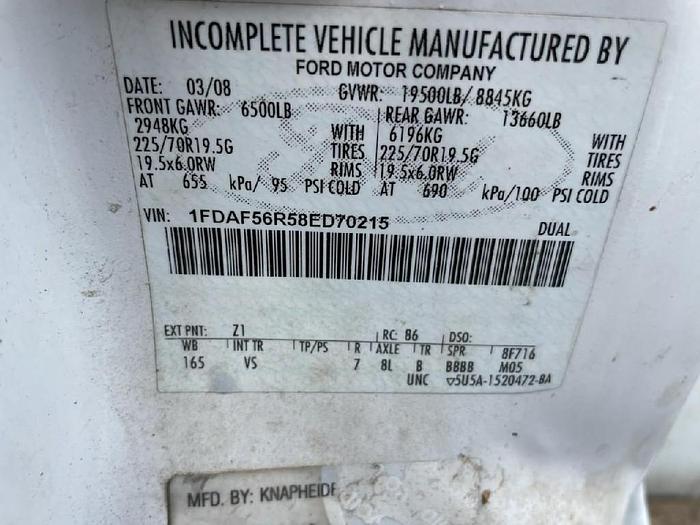 INCOMPLETE VEHICLE MANUFACTURED BY
FORD MOTOR COMPANY
DATE: 03/08 GVWR: 19500LB/ 8845KG
FRONT GAWR: 6500LB REAR GAWR: 13660LB
2948KG WITH 6196KG WITH
225/70R19.5G TIRES 225/70R19.5G TIRES
19.5x6.0RW RIMS 19.5x6.0RW RIMS
AT 655 kPa/ 95 PSI COLD AT 690 kPa/100 PSI COLD
VIN: 1FDAF56R58ED70215 DUAL
EXT PNT: Z1 RC: 86 DSO:
WB INT TR TP/PS R AXLE TR SPR 8F716
165 VS 7 8L B BBBB M05
UNC ▽5U5A-1520472-BA
MFD. BY: KNAPHEIDE